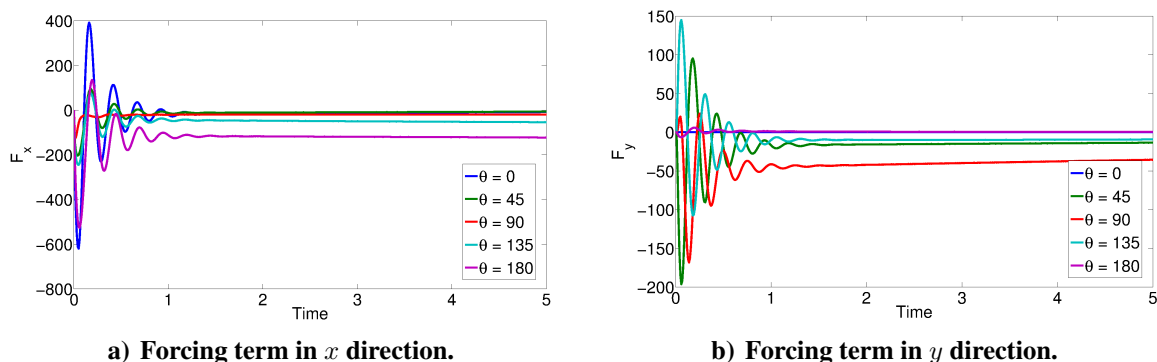 400
200
0
−200
−400
−600
−800
F_x
0 1 2 3 4 5
Time
θ = 0
θ = 45
θ = 90
θ = 135
θ = 180
a) Forcing term in x direction.
150
100
50
0
−50
−100
−150
−200
F_y
0 1 2 3 4 5
Time
θ = 0
θ = 45
θ = 90
θ = 135
θ = 180
b) Forcing term in y direction.